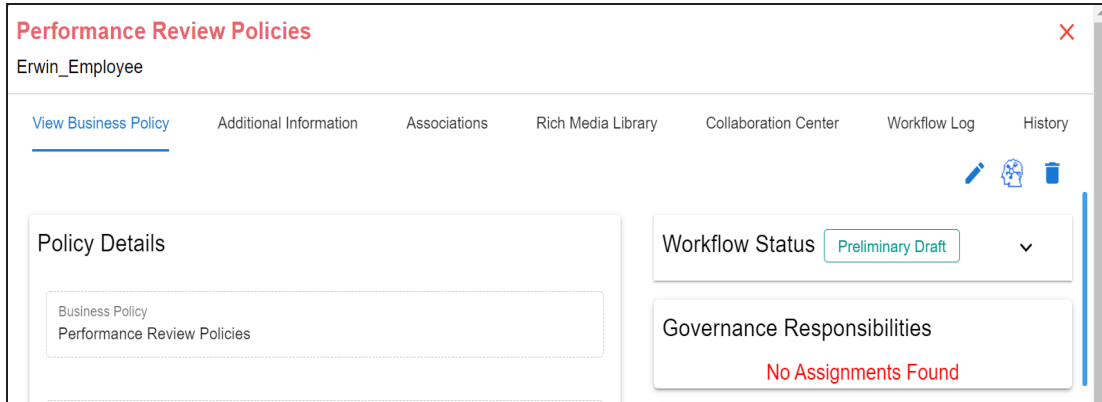 Performance Review Policies
Erwin_Employee
View Business Policy
Additional Information
Associations
Rich Media Library
Collaboration Center
Workflow Log
History
Policy Details
Business Policy
Performance Review Policies
Workflow Status
Preliminary Draft
Governance Responsibilities
No Assignments Found